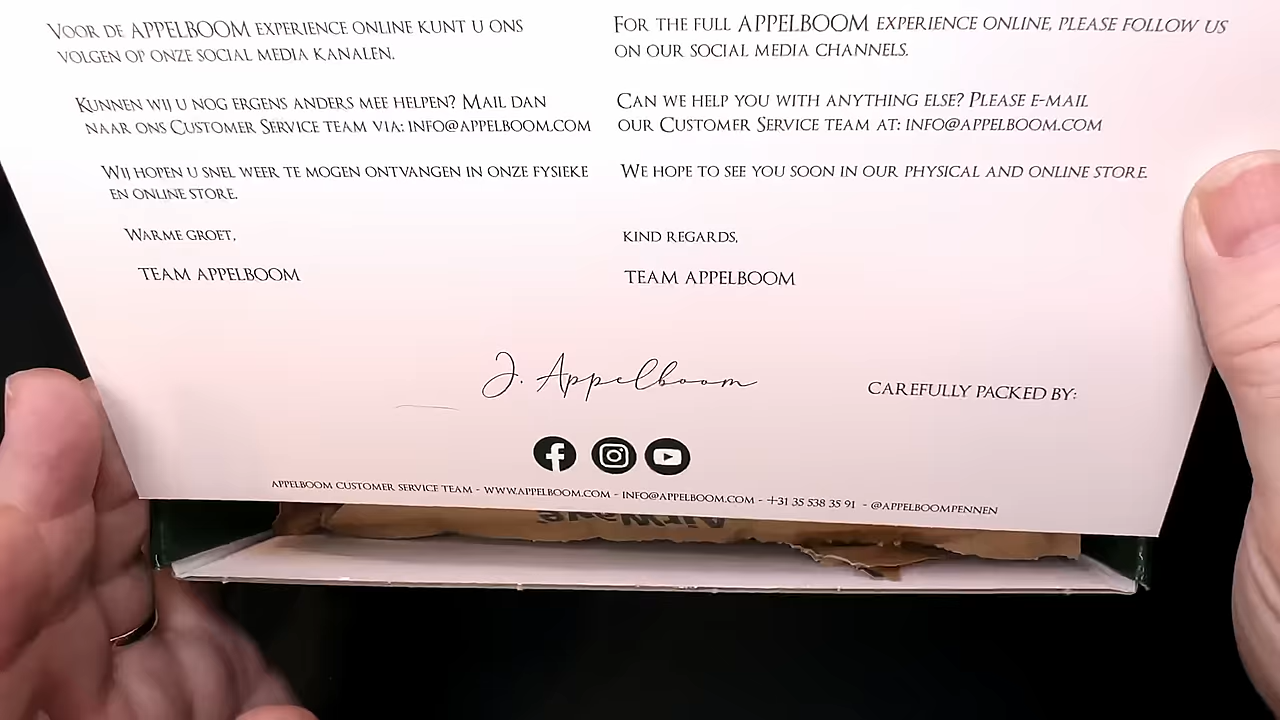 VOOR DE APPELBOOM EXPERIENCE ONLINE KUNT U ONS
VOLGEN OP ONZE SOCIAL MEDIA KANALEN.
KUNNEN WIJ U NOG ERGENS ANDERS MEE HELPEN? MAIL DAN
NAAR ONS CUSTOMER SERVICE TEAM VIA: INFO@APPELBOOM.COM
WIJ HOPEN U SNEL WEER TE MOGEN ONTVANGEN IN ONZE FYSIEKE
EN ONLINE STORE.
WARME GROET,
TEAM APPELBOOM
FOR THE FULL APPELBOOM EXPERIENCE ONLINE, PLEASE FOLLOW US
ON OUR SOCIAL MEDIA CHANNELS.
CAN WE HELP YOU WITH ANYTHING ELSE? PLEASE E-MAIL
OUR CUSTOMER SERVICE TEAM AT: INFO@APPELBOOM.COM
WE HOPE TO SEE YOU SOON IN OUR PHYSICAL AND ONLINE STORE.
KIND REGARDS,
TEAM APPELBOOM
J. Appelboom
CAREFULLY PACKED BY:
APPELBOOM CUSTOMER SERVICE TEAM - WWW.APPELBOOM.COM - INFO@APPELBOOM.COM - +31 35 538 35 91 - @APPELBOOMPENNEN